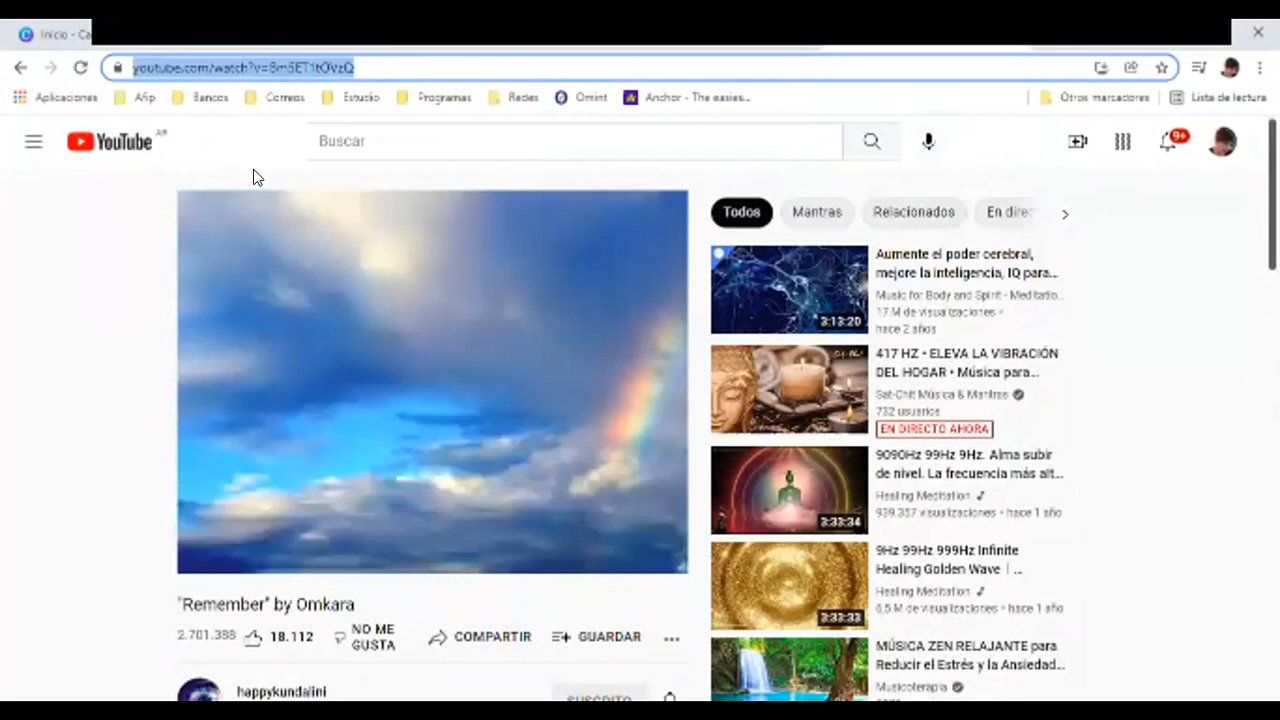 Inicio - Ca
youtube.com/watch?v=8m5ET1tOVzQ
Aplicaciones Afip Bancos Correos Estudio Programas Redes Omint Anchor - The easies... Otros marcadores Lista de lectura
YouTube AR
Buscar
9+
Todos Mantras Relacionados En direc
Aumente el poder cerebral,
mejore la inteligencia, IQ para...
Music for Body and Spirit - Meditatio...
17 M de visualizaciones •
hace 2 años
3:13:20
417 HZ • ELEVA LA VIBRACIÓN
DEL HOGAR • Música para...
Sat-Chit Música & Mantras
732 usuarios
EN DIRECTO AHORA
9090Hz 99Hz 9Hz. Alma subir
de nivel. La frecuencia más alt...
Healing Meditation
939.357 visualizaciones • hace 1 año
3:33:34
9Hz 99Hz 999Hz Infinite
Healing Golden Wave | ...
Healing Meditation
6,5 M de visualizaciones • hace 1 año
3:33:33
MÚSICA ZEN RELAJANTE para
Reducir el Estrés y la Ansiedad...
Musicoterapia
"Remember" by Omkara
2.701.388 18.112 NO ME GUSTA COMPARTIR GUARDAR ...
happykundalini
SUSCRITO